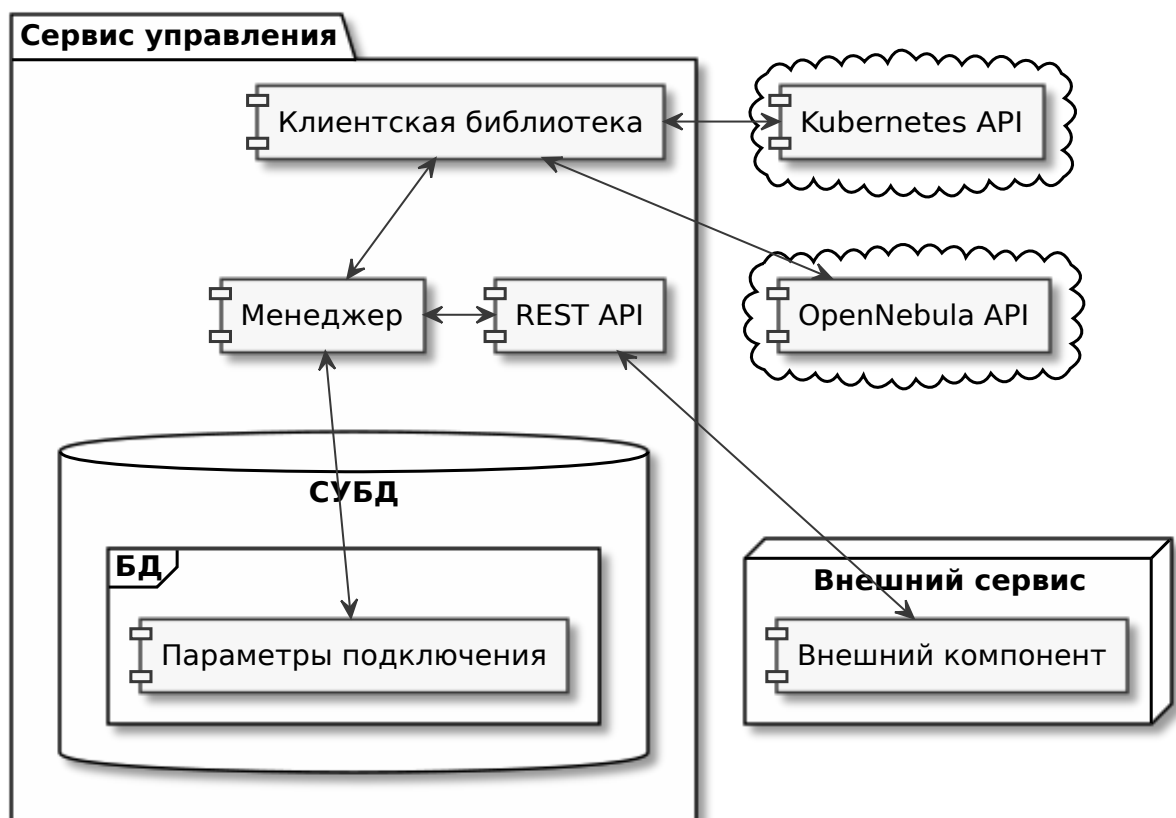 Сервис управления
Клиентская библиотека
Kubernetes API
Менеджер
REST API
OpenNebula API
СУБД
БД
Параметры подключения
Внешний сервис
Внешний компонент